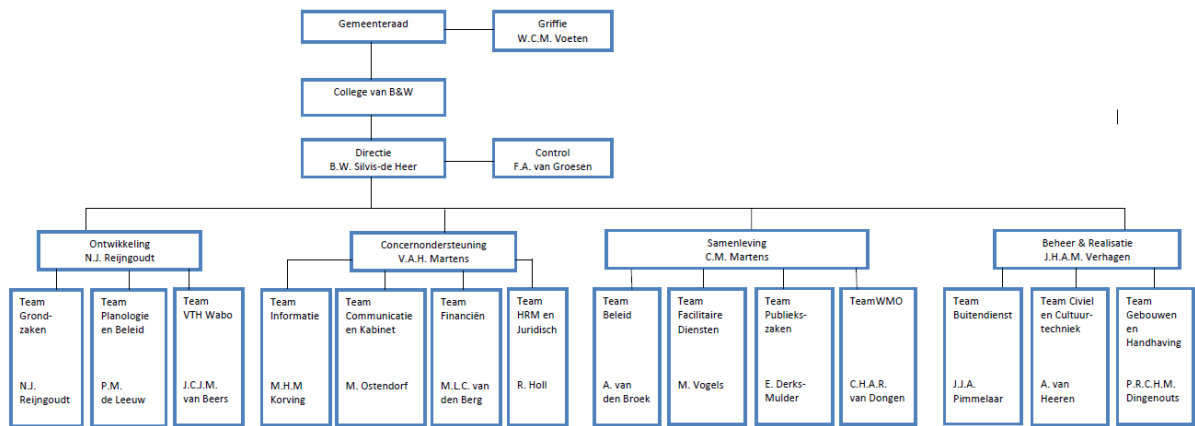 Gemeenteraad
Griffie
W.C.M. Voeten
College van B&W
Directie
B.W. Silvis-de Heer
Control
F.A. van Groesen
Ontwikkeling
N.J. Reijngoudt
Concernondersteuning
V.A.H. Martens
Samenleving
C.M. Martens
Beheer & Realisatie
J.H.A.M. Verhagen
Team
Grond-
zaken
N.J.
Reijngoudt
Team
Planologie
en Beleid
P.M.
de Leeuw
Team
VTH Wabo
J.C.J.M.
van Beers
Team
Informatie
M.H.M
Korving
Team
Communicatie
en Kabinet
M. Ostendorf
Team
Financiën
M.L.C. van
den Berg
Team
HRM en
Juridisch
R. Holl
Team
Beleid
A. van
den Broek
Team
Facilitaire
Diensten
M. Vogels
Team
Publieks-
zaken
E. Derks-
Mulder
TeamWMO
C.H.A.R.
van Dongen
Team
Buitendienst
J.J.A.
Pimmelaar
Team Civiel
en Cultuur-
techniek
A. van
Heeren
Team
Gebouwen
en
Handhaving
P.R.C.H.M.
Dingenouts